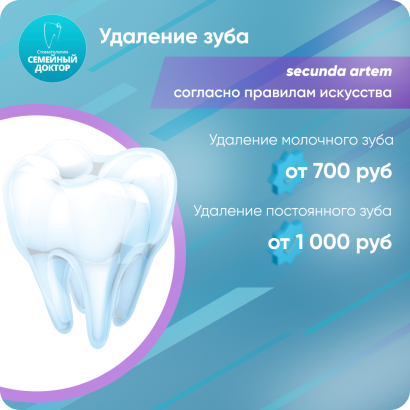 Стоматология
СЕМЕЙНЫЙ
ДОКТОР
Удаление зуба
secunda artem
согласно правилам искусства
Удаление молочного зуба
от 700 руб
Удаление постоянного зуба
от 1 000 руб